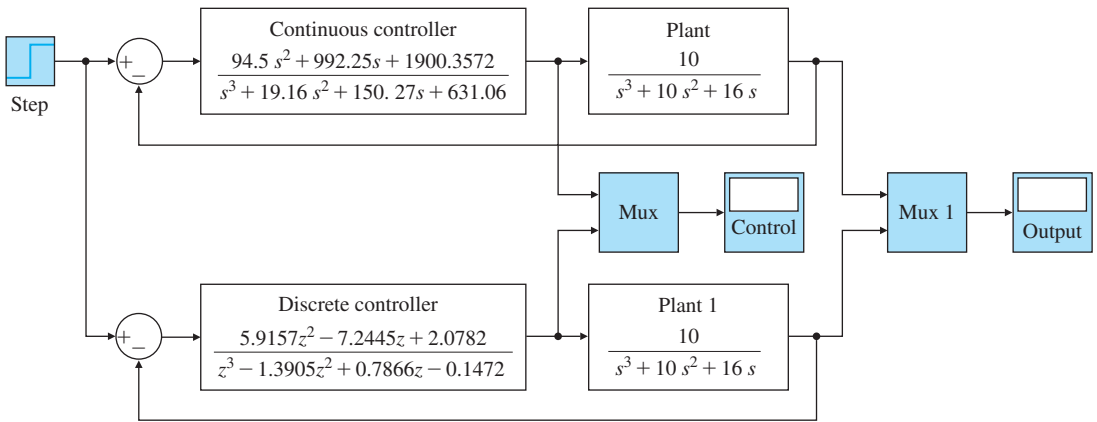 Step
+
−
Continuous controller
94.5 s² + 992.25s + 1900.3572
s³ + 19.16 s² + 150. 27s + 631.06
Plant
10
s³ + 10 s² + 16 s
Mux
Control
Mux 1
Output
+
−
Discrete controller
5.9157z² − 7.2445z + 2.0782
z³ − 1.3905z² + 0.7866z − 0.1472
Plant 1
10
s³ + 10 s² + 16 s